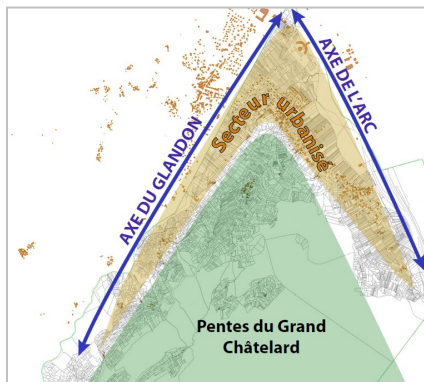 AXE DU GLANDON
AXE DE L'ARC
Secteur urbanisé
Pentes du Grand
Châtelard